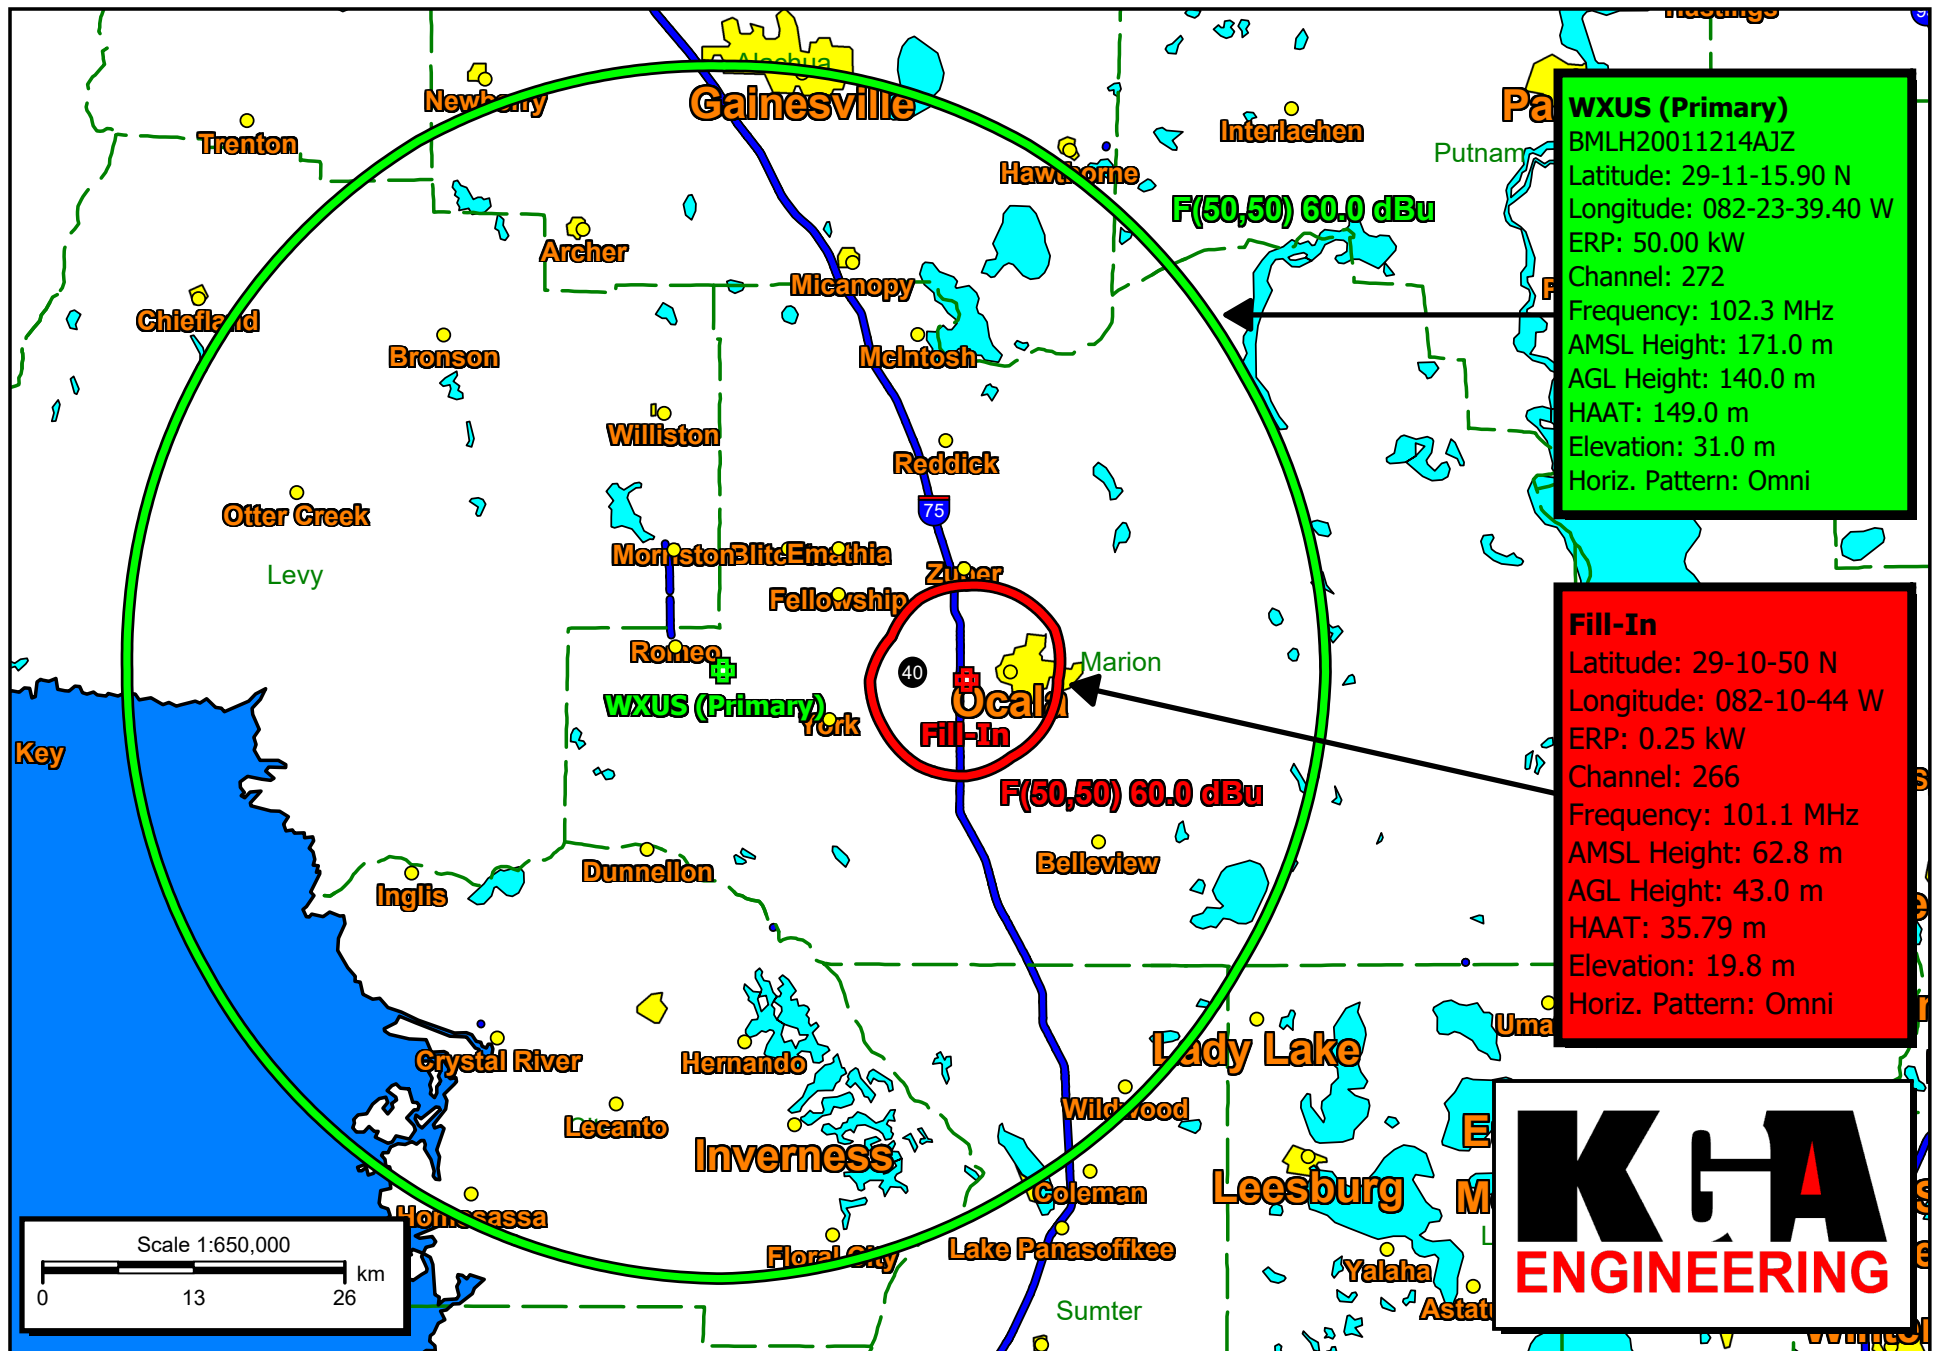 Hastings
Alachua
Newberry
Gainesville
Trenton
Interlachen
Putnam
Hawthorne
F(50,50) 60.0 dBu
Archer
Micanopy
Chiefland
Bronson
McIntosh
Williston
Reddick
Otter Creek
75
Morriston
Emathia
Levy
Zuber
Fellowship
Romeo
40
Marion
WXUS (Primary)
Ocala
York
Fill-In
Key
F(50,50) 60.0 dBu
Belleview
Dunnellon
Inglis
Crystal River
Hernando
Lady Lake
Lecanto
Wildwood
Inverness
Coleman
Leesburg
Homosassa
Floral City
Lake Panasoffkee
Yalaha
Sumter
WXUS (Primary)
BMLH20011214AJZ
Latitude: 29-11-15.90 N
Longitude: 082-23-39.40 W
ERP: 50.00 kW
Channel: 272
Frequency: 102.3 MHz
AMSL Height: 171.0 m
AGL Height: 140.0 m
HAAT: 149.0 m
Elevation: 31.0 m
Horiz. Pattern: Omni
Fill-In
Latitude: 29-10-50 N
Longitude: 082-10-44 W
ERP: 0.25 kW
Channel: 266
Frequency: 101.1 MHz
AMSL Height: 62.8 m
AGL Height: 43.0 m
HAAT: 35.79 m
Elevation: 19.8 m
Horiz. Pattern: Omni
Scale 1:650,000
km
0 13 26
KGA
ENGINEERING